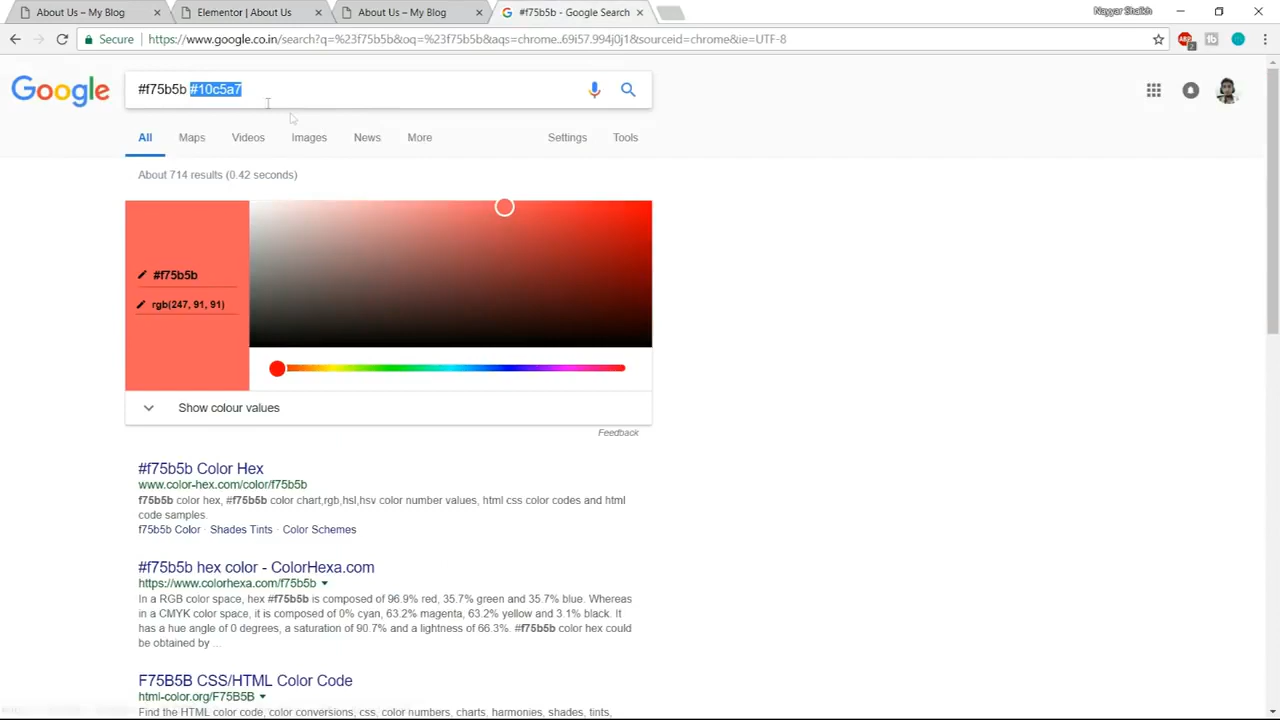 About Us – My Blog
Elementor | About Us
About Us – My Blog
#f75b5b - Google Search
Nayyar Shaikh
Secure
https://www.google.co.in/search?q=%23f75b5b&oq=%23f75b5b&aqs=chrome..69i57.994j0j1&sourceid=chrome&ie=UTF-8
Google
#f75b5b #10c5a7
All
Maps
Videos
Images
News
More
Settings
Tools
About 714 results (0.42 seconds)
#f75b5b
rgb(247, 91, 91)
Show colour values
Feedback
#f75b5b Color Hex
www.color-hex.com/color/f75b5b
f75b5b color hex, #f75b5b color chart,rgb,hsl,hsv color number values, html css color codes and html
code samples.
f75b5b Color · Shades Tints · Color Schemes
#f75b5b hex color - ColorHexa.com
https://www.colorhexa.com/f75b5b
In a RGB color space, hex #f75b5b is composed of 96.9% red, 35.7% green and 35.7% blue. Whereas
in a CMYK color space, it is composed of 0% cyan, 63.2% magenta, 63.2% yellow and 3.1% black. It
has a hue angle of 0 degrees, a saturation of 90.7% and a lightness of 66.3%. #f75b5b color hex could
be obtained by ...
F75B5B CSS/HTML Color Code
html-color.org/F75B5B
Find the HTML color code, color conversions, css, color numbers, charts, harmonies, shades, tints,